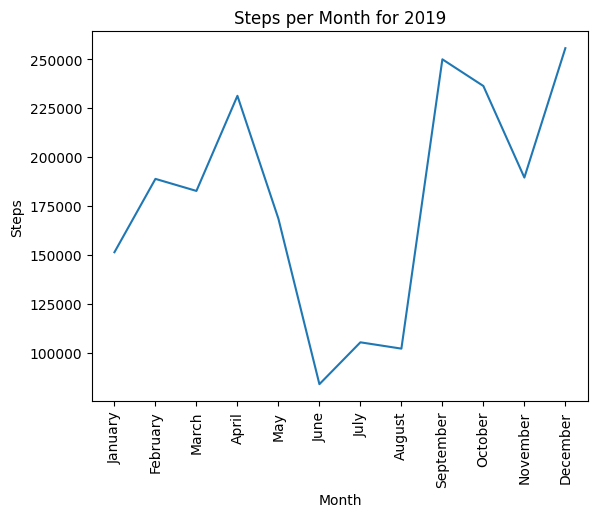 Steps per Month for 2019
Steps
250000
225000
200000
175000
150000
125000
100000
January
February
March
April
May
June
July
August
September
October
November
December
Month